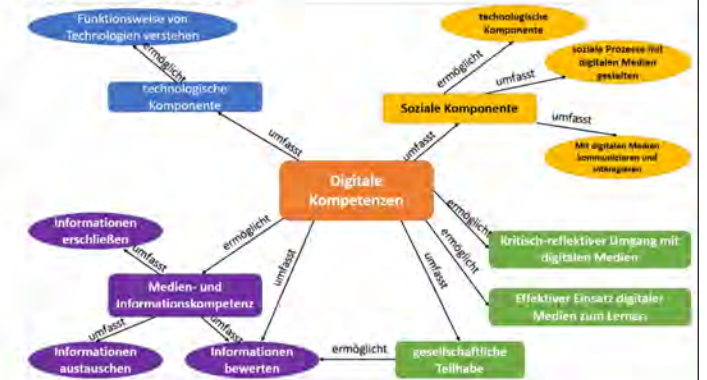 Funktionsweise von
Technologien verstehen
ermöglicht
technologische
Komponente
umfasst
technologische
Komponente
ermöglicht
soziale Prozesse mit
digitalen Medien
gestalten
umfasst
Soziale Komponente
umfasst
Mit digitalen Medien
kommunizieren und
interagieren
umfasst
Digitale
Kompetenzen
Informationen
erschließen
umfasst
ermöglicht
Medien- und
Informationskompetenz
umfasst
umfasst
umfasst
Informationen
austauschen
Informationen
bewerten
ermöglicht
gesellschaftliche
Teilhabe
umfasst
ermöglicht
Kritisch-reflektiver Umgang mit
digitalen Medien
ermöglicht
Effektiver Einsatz digitaler
Medien zum Lernen